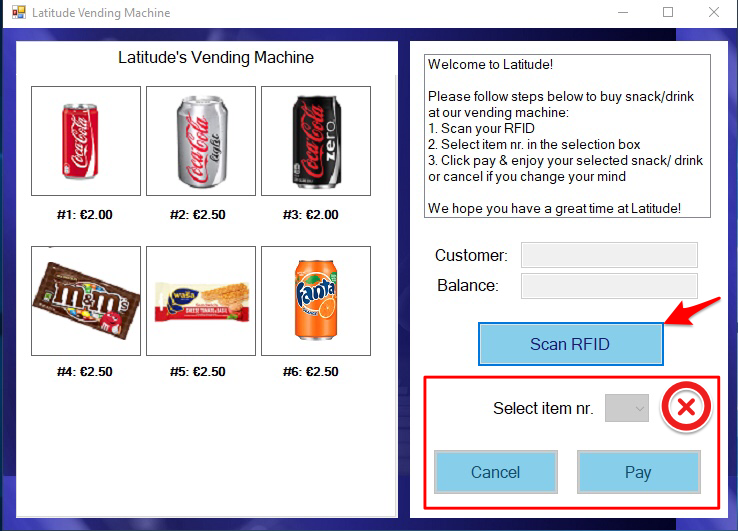 Latitude Vending Machine
Latitude's Vending Machine
Coca-Cola
Coca-Cola
light
Coca-Cola
zero
#1: €2.00
#2: €2.50
#3: €2.00
m&m's
wasa
CHEESE TOMATO & BASIL
Fanta
ORANGE
#4: €2.50
#5: €2.50
#6: €2.50
Welcome to Latitude!
Please follow steps below to buy snack/drink
at our vending machine:
1. Scan your RFID
2. Select item nr. in the selection box
3. Click pay & enjoy your selected snack/ drink
or cancel if you change your mind
We hope you have a great time at Latitude!
Customer:
Balance:
Scan RFID
Select item nr.
Cancel
Pay